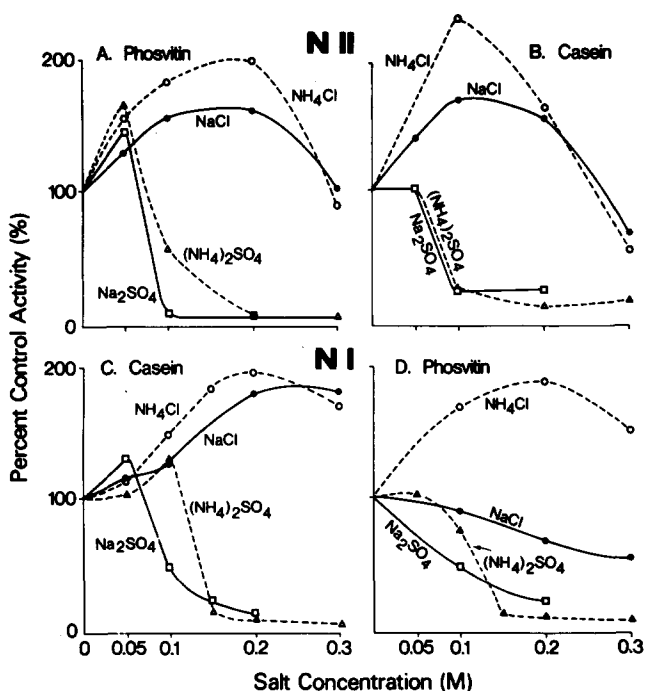 N II
A. Phosvitin
B. Casein
200
100
0
NH4Cl
NaCl
(NH4)2SO4
Na2SO4
NH4Cl
NaCl
(NH4)2SO4
Na2SO4
N I
C. Casein
D. Phosvitin
200
100
0
NH4Cl
NaCl
(NH4)2SO4
Na2SO4
NH4Cl
NaCl
Na2SO4
(NH4)2SO4
0 0.05 0.1 0.2 0.3
0 0.05 0.1 0.2 0.3
Percent Control Activity (%)
Salt Concentration (M)